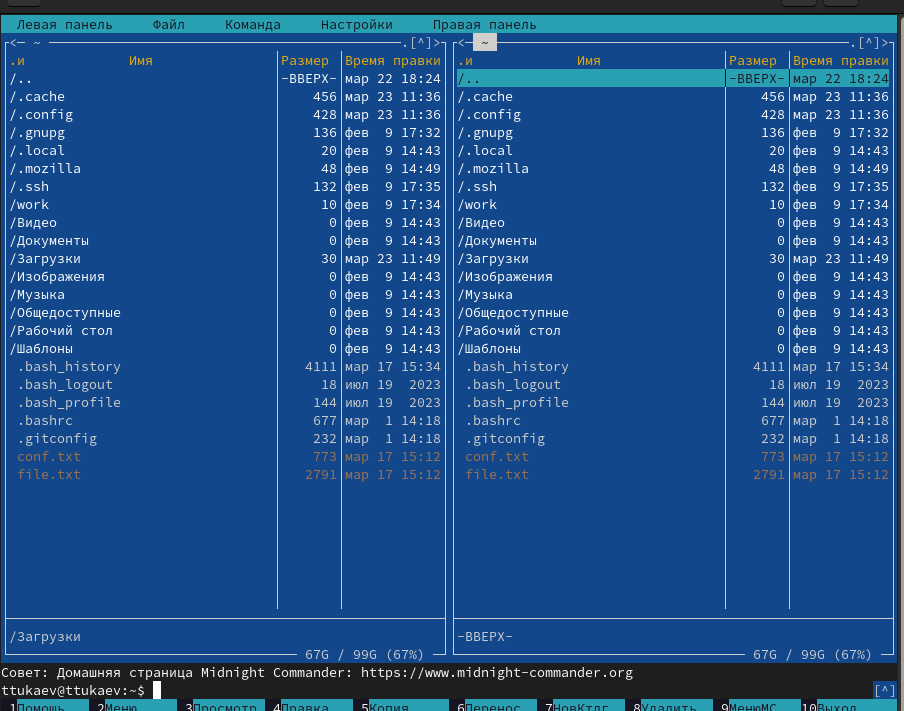 Левая панель Файл Команда Настройки Правая панель
<─ ~ .[^]> <─ ~ .[^]>
.и Имя Размер Время правки .и Имя Размер Время правки
/.. -ВВЕРХ- мар 22 18:24 /.. -ВВЕРХ- мар 22 18:24
/.cache 456 мар 23 11:36 /.cache 456 мар 23 11:36
/.config 428 мар 23 11:36 /.config 428 мар 23 11:36
/.gnupg 136 фев 9 17:32 /.gnupg 136 фев 9 17:32
/.local 20 фев 9 14:43 /.local 20 фев 9 14:43
/.mozilla 48 фев 9 14:49 /.mozilla 48 фев 9 14:49
/.ssh 132 фев 9 17:35 /.ssh 132 фев 9 17:35
/work 10 фев 9 17:34 /work 10 фев 9 17:34
/Видео 0 фев 9 14:43 /Видео 0 фев 9 14:43
/Документы 0 фев 9 14:43 /Документы 0 фев 9 14:43
/Загрузки 30 мар 23 11:49 /Загрузки 30 мар 23 11:49
/Изображения 0 фев 9 14:43 /Изображения 0 фев 9 14:43
/Музыка 0 фев 9 14:43 /Музыка 0 фев 9 14:43
/Общедоступные 0 фев 9 14:43 /Общедоступные 0 фев 9 14:43
/Рабочий стол 0 фев 9 14:43 /Рабочий стол 0 фев 9 14:43
/Шаблоны 0 фев 9 14:43 /Шаблоны 0 фев 9 14:43
.bash_history 4111 мар 17 15:34 .bash_history 4111 мар 17 15:34
.bash_logout 18 июл 19 2023 .bash_logout 18 июл 19 2023
.bash_profile 144 июл 19 2023 .bash_profile 144 июл 19 2023
.bashrc 677 мар 1 14:18 .bashrc 677 мар 1 14:18
.gitconfig 232 мар 1 14:18 .gitconfig 232 мар 1 14:18
conf.txt 773 мар 17 15:12 conf.txt 773 мар 17 15:12
file.txt 2791 мар 17 15:12 file.txt 2791 мар 17 15:12
/Загрузки -ВВЕРХ-
67G / 99G (67%) 67G / 99G (67%)
Совет: Домашняя страница Midnight Commander: https://www.midnight-commander.org
ttukaev@ttukaev:~$ [^]
1Помощь 2Меню 3Просмотр 4Правка 5Копия 6Перенос 7НовКтлг 8Удалить 9МенюМС 10Выход